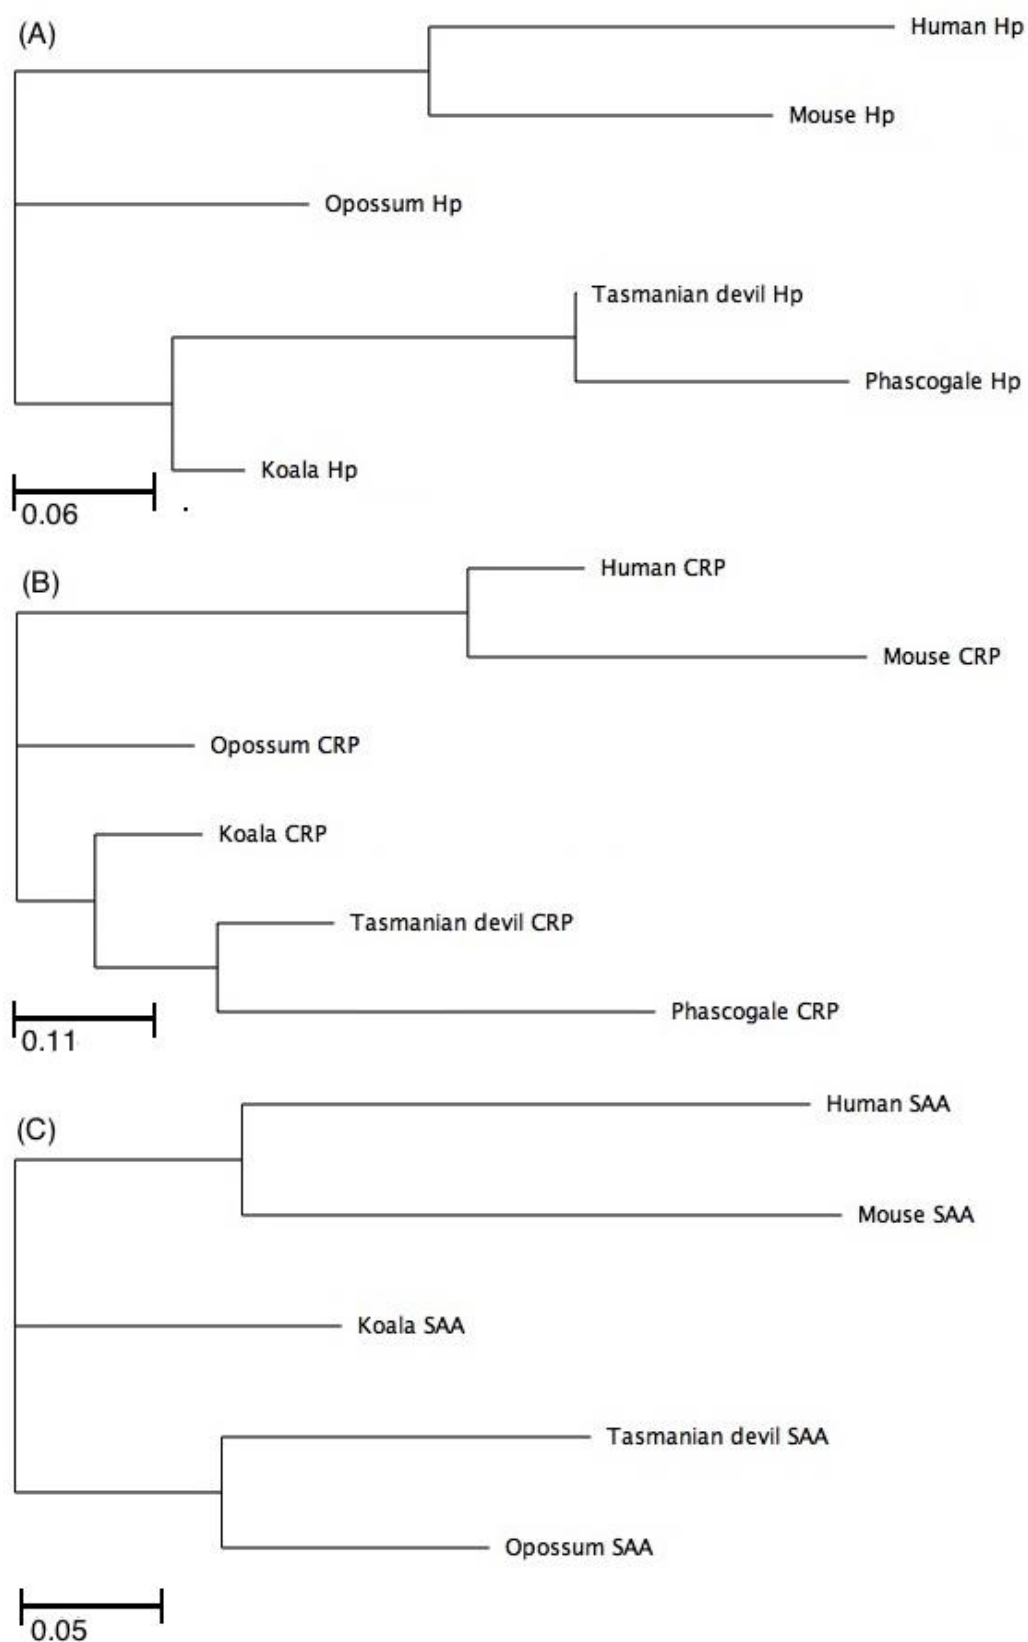 (A)
Human Hp
Mouse Hp
Opossum Hp
Tasmanian devil Hp
Phascogale Hp
Koala Hp
0.06
(B)
Human CRP
Mouse CRP
Opossum CRP
Koala CRP
Tasmanian devil CRP
Phascogale CRP
0.11
(C)
Human SAA
Mouse SAA
Koala SAA
Tasmanian devil SAA
Opossum SAA
0.05